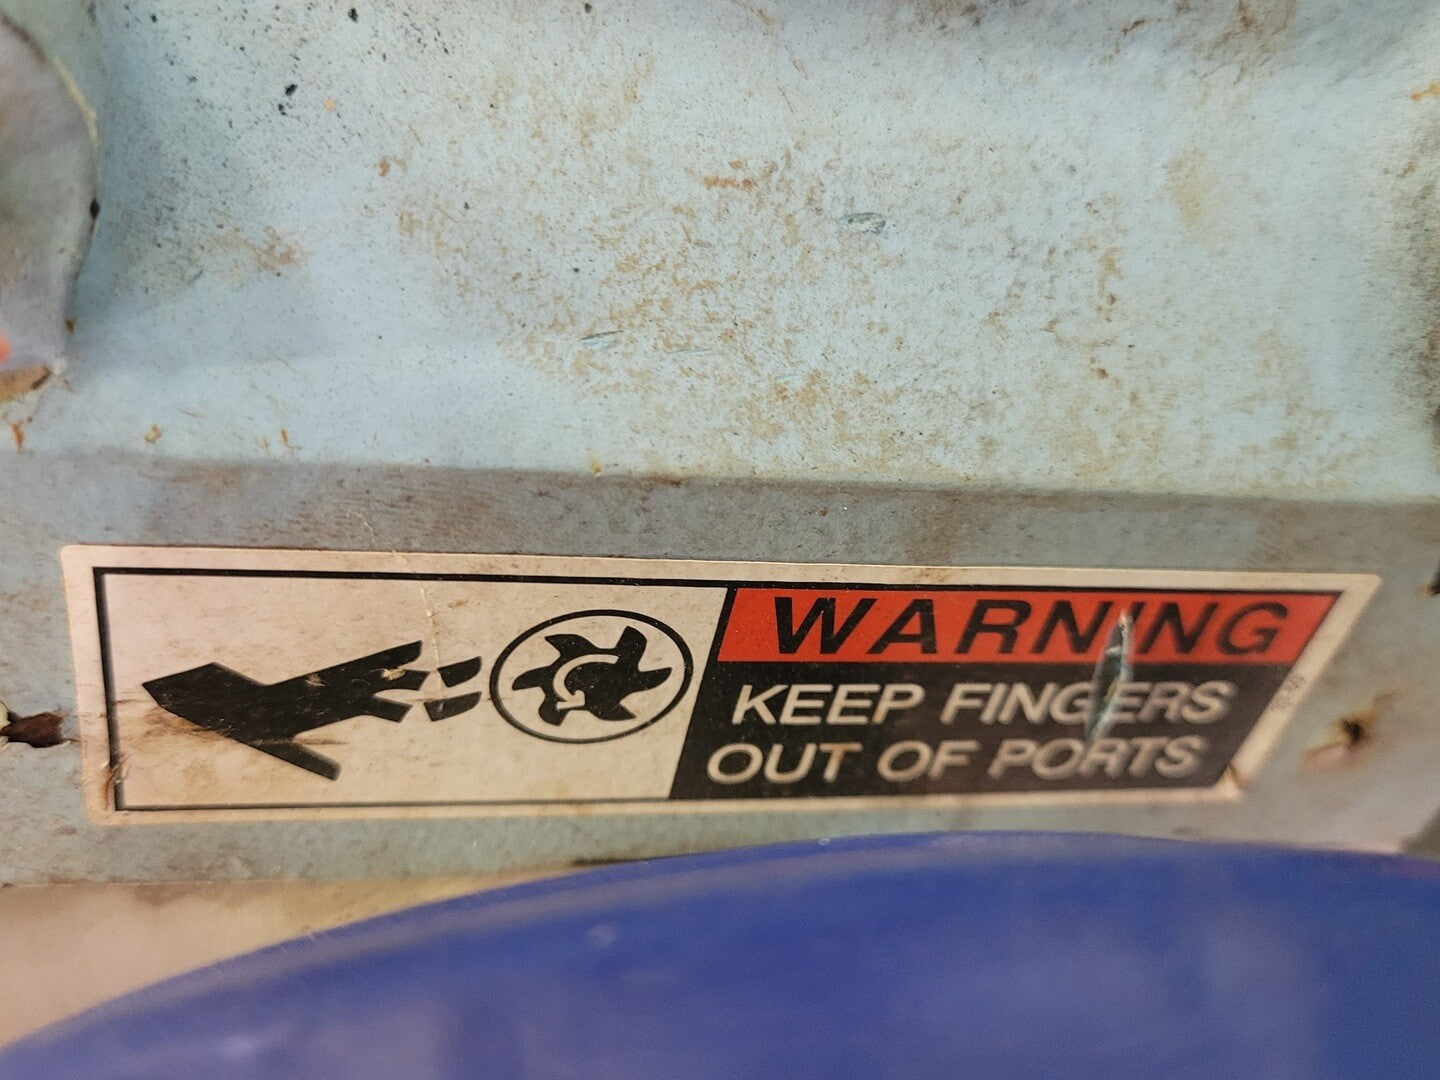 WARNING
KEEP FINGERS
OUT OF PORTS